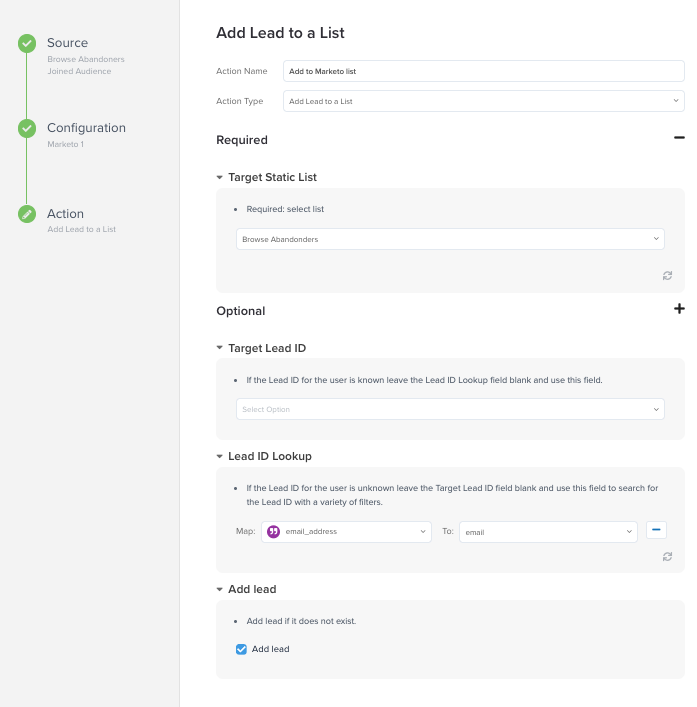 Source
Browse Abandoners
Joined Audience
Configuration
Marketo 1
Action
Add Lead to a List
Add Lead to a List
Action Name
Add to Marketo list
Action Type
Add Lead to a List
Required
Target Static List
Required: select list
Browse Abandonders
Optional
Target Lead ID
If the Lead ID for the user is known leave the Lead ID Lookup field blank and use this field.
Select Option
Lead ID Lookup
If the Lead ID for the user is unknown leave the Target Lead ID field blank and use this field to search for
the Lead ID with a variety of filters.
Map: email_address To: email
Add lead
Add lead if it does not exist.
Add lead